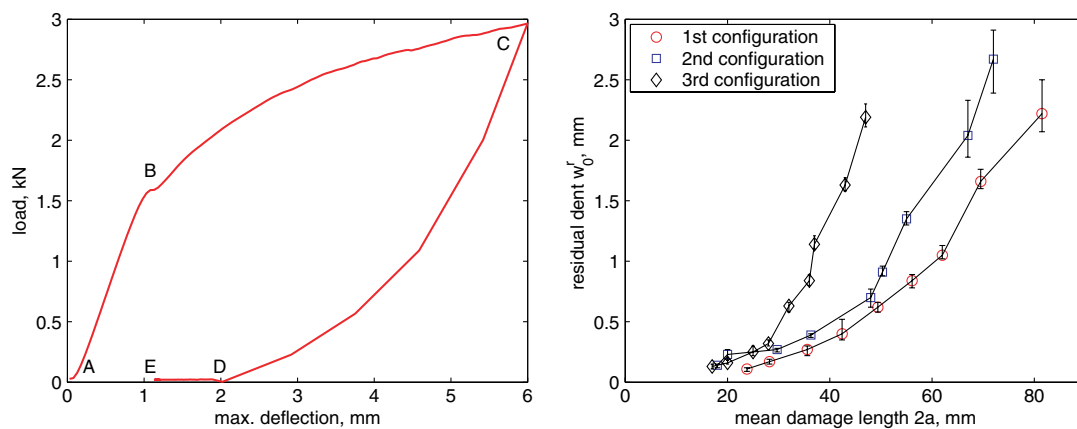 load, kN
3
2.5
2
1.5
1
0.5
0
0 1 2 3 4 5 6
max. deflection, mm
A
B
C
D
E
residual dent w₀ʳ, mm
3
2.5
2
1.5
1
0.5
0
0 20 40 60 80
mean damage length 2a, mm
1st configuration
2nd configuration
3rd configuration